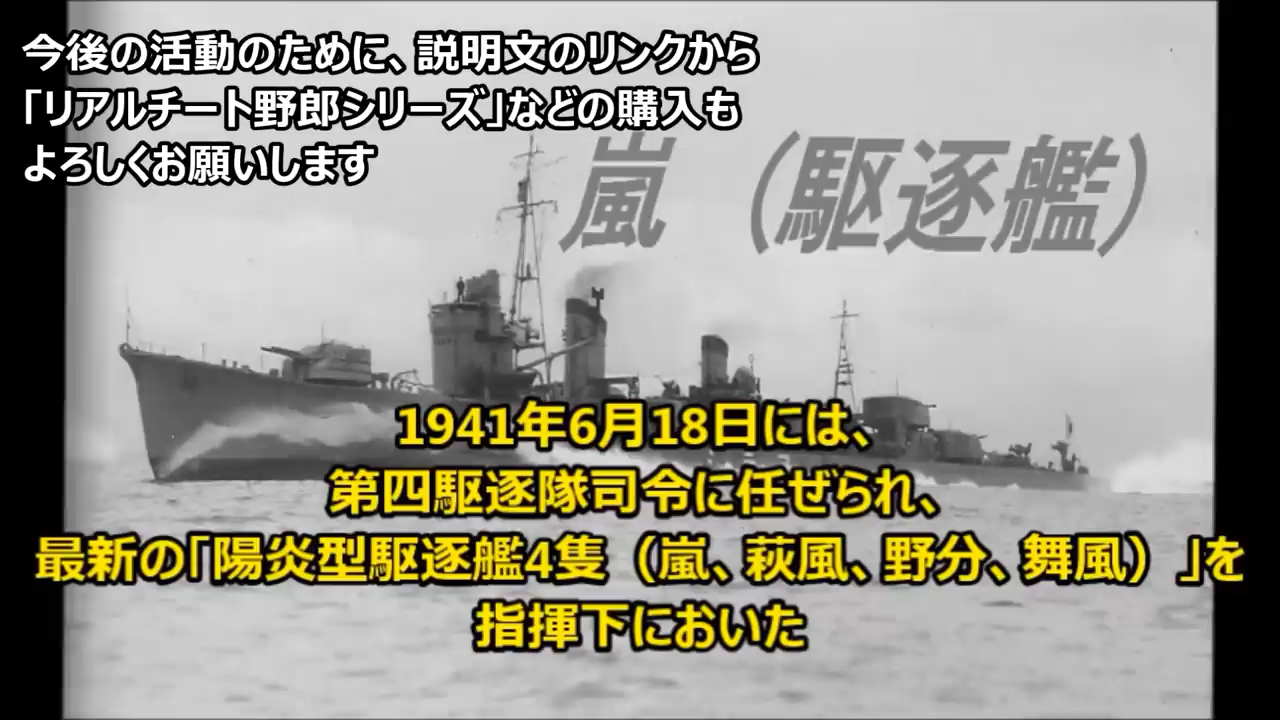 今後の活動のために、説明文のリンクから
「リアルチート野郎シリーズ」などの購入も
よろしくお願いします
嵐（駆逐艦）
1941年6月18日には、
第四駆逐隊司令に任ぜられ、
最新の「陽炎型駆逐艦4隻（嵐、萩風、野分、舞風）」を
指揮下においた